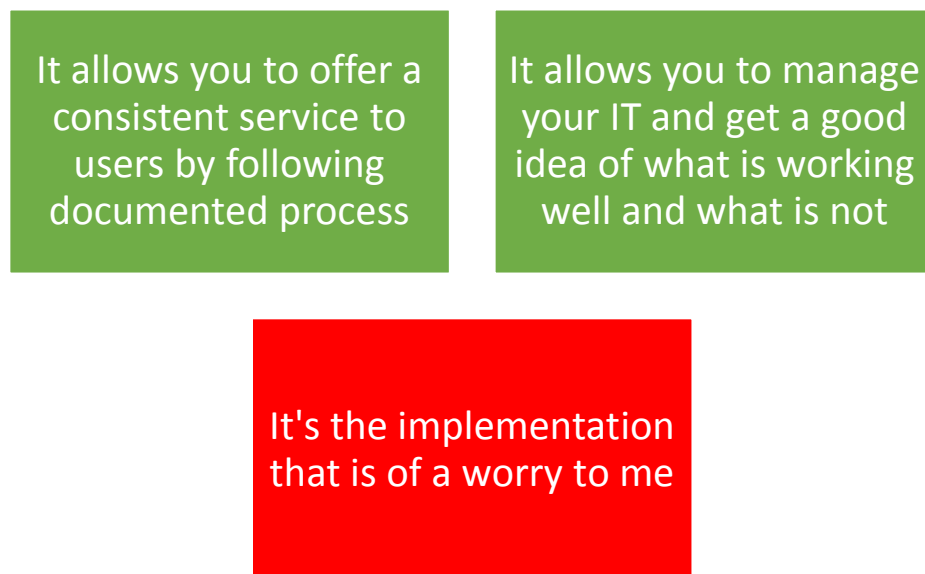 It allows you to offer a
consistent service to
users by following
documented process
It allows you to manage
your IT and get a good
idea of what is working
well and what is not
It's the implementation
that is of a worry to me